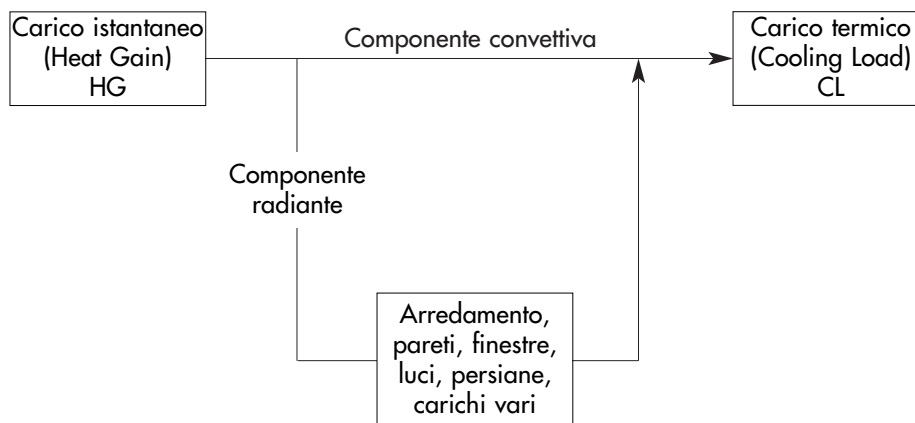 Carico istantaneo
(Heat Gain)
HG
Componente convettiva
Carico termico
(Cooling Load)
CL
Componente
radiante
Arredamento,
pareti, finestre,
luci, persiane,
carichi vari